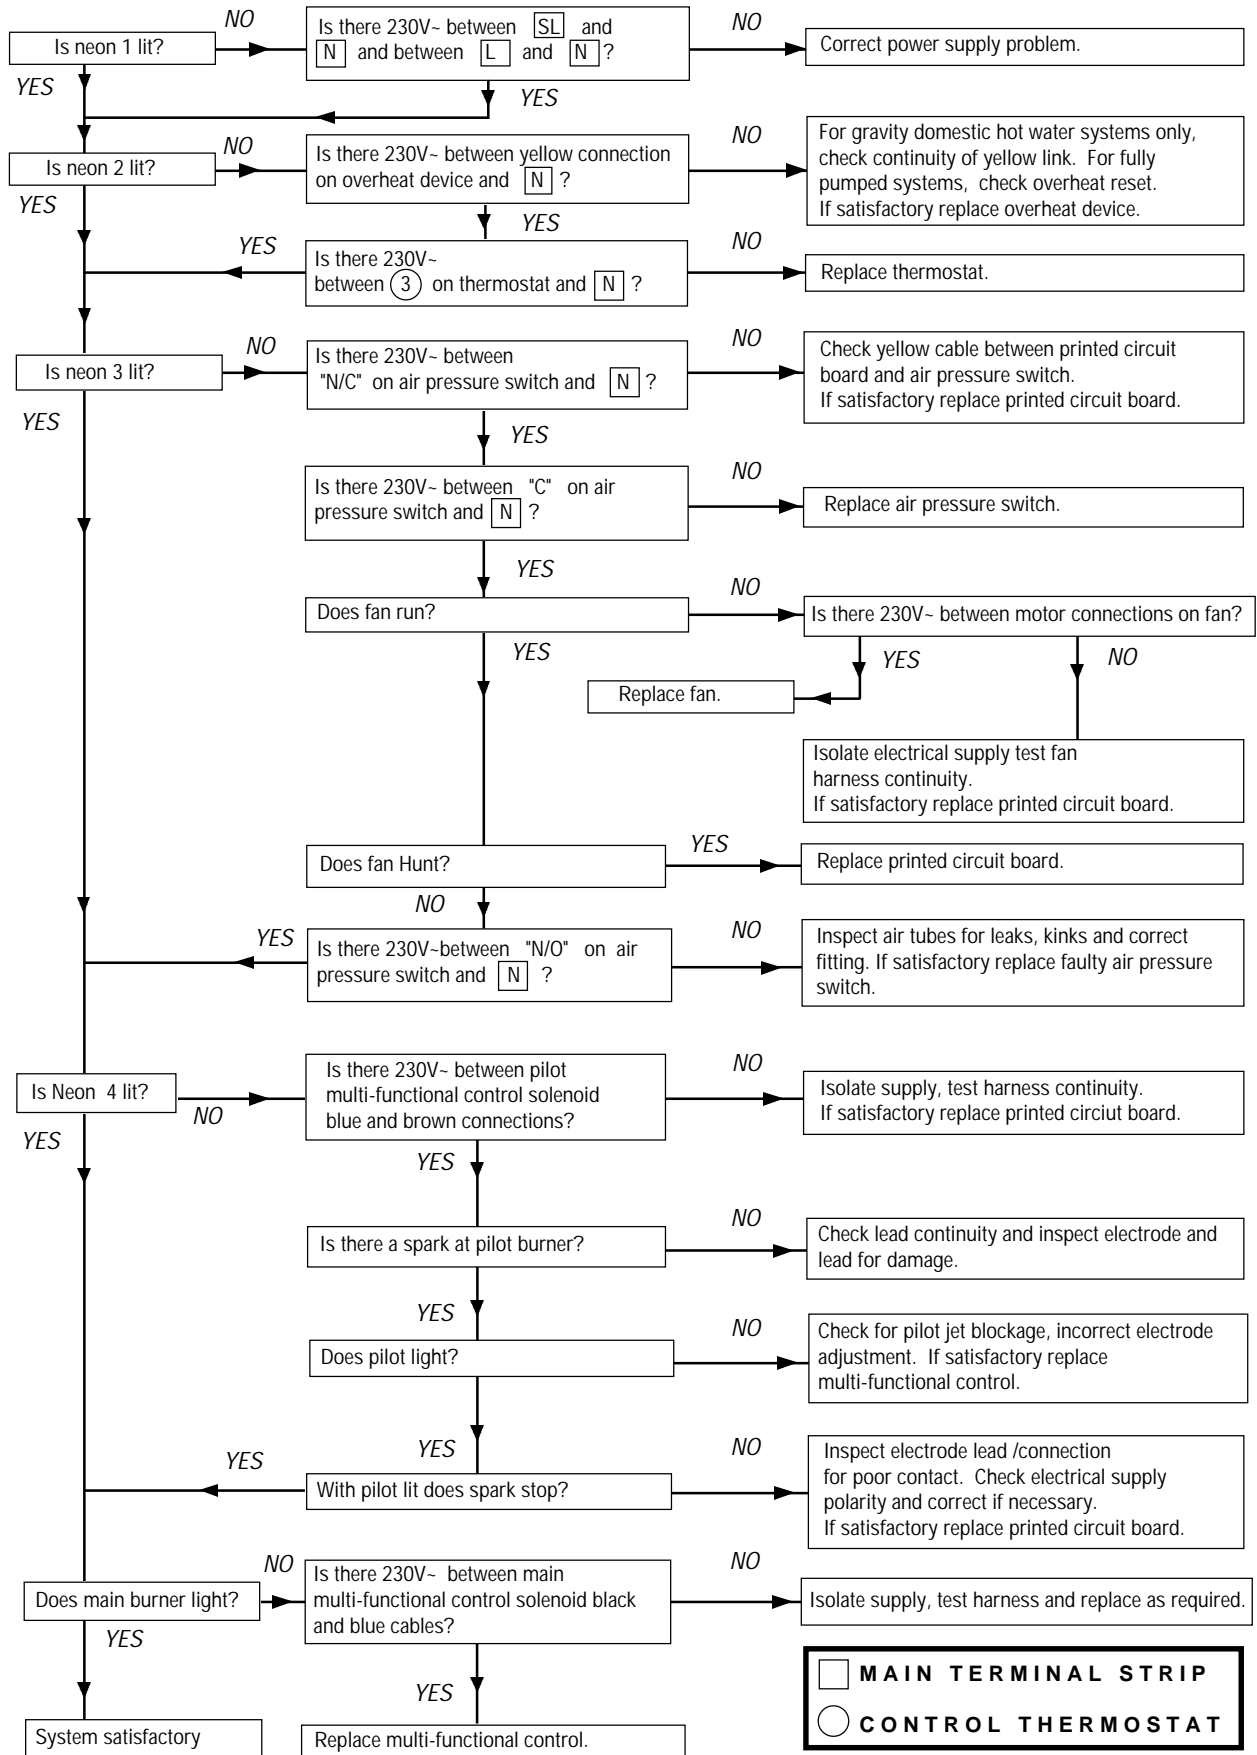 NO
Is there 230V~ between SL and
N and between L and N ?
NO
Is neon 1 lit?
Correct power supply problem.
YES
YES
NO
Is neon 2 lit?
Is there 230V~ between yellow connection
on overheat device and N ?
NO
For gravity domestic hot water systems only,
check continuity of yellow link. For fully
pumped systems, check overheat reset.
If satisfactory replace overheat device.
YES
YES
YES
Is there 230V~
between 3 on thermostat and N ?
NO
Replace thermostat.
Is neon 3 lit?
NO
Is there 230V~ between
"N/C" on air pressure switch and N ?
NO
Check yellow cable between printed circuit
board and air pressure switch.
If satisfactory replace printed circuit board.
YES
YES
Is there 230V~ between "C" on air
pressure switch and N ?
NO
Replace air pressure switch.
YES
Does fan run?
NO
Is there 230V~ between motor connections on fan?
YES
YES
NO
Replace fan.
Isolate electrical supply test fan
harness continuity.
If satisfactory replace printed circuit board.
Does fan Hunt?
YES
Replace printed circuit board.
NO
YES
Is there 230V~between "N/O" on air
pressure switch and N ?
NO
Inspect air tubes for leaks, kinks and correct
fitting. If satisfactory replace faulty air pressure
switch.
Is Neon 4 lit?
NO
Is there 230V~ between pilot
multi-functional control solenoid
blue and brown connections?
NO
Isolate supply, test harness continuity.
If satisfactory replace printed circiut board.
YES
YES
Is there a spark at pilot burner?
NO
Check lead continuity and inspect electrode and
lead for damage.
YES
Does pilot light?
NO
Check for pilot jet blockage, incorrect electrode
adjustment. If satisfactory replace
multi-functional control.
YES
YES
With pilot lit does spark stop?
NO
Inspect electrode lead /connection
for poor contact. Check electrical supply
polarity and correct if necessary.
If satisfactory replace printed circuit board.
Does main burner light?
NO
Is there 230V~ between main
multi-functional control solenoid black
and blue cables?
NO
Isolate supply, test harness and replace as required.
YES
YES
System satisfactory
Replace multi-functional control.
MAIN TERMINAL STRIP
CONTROL THERMOSTAT